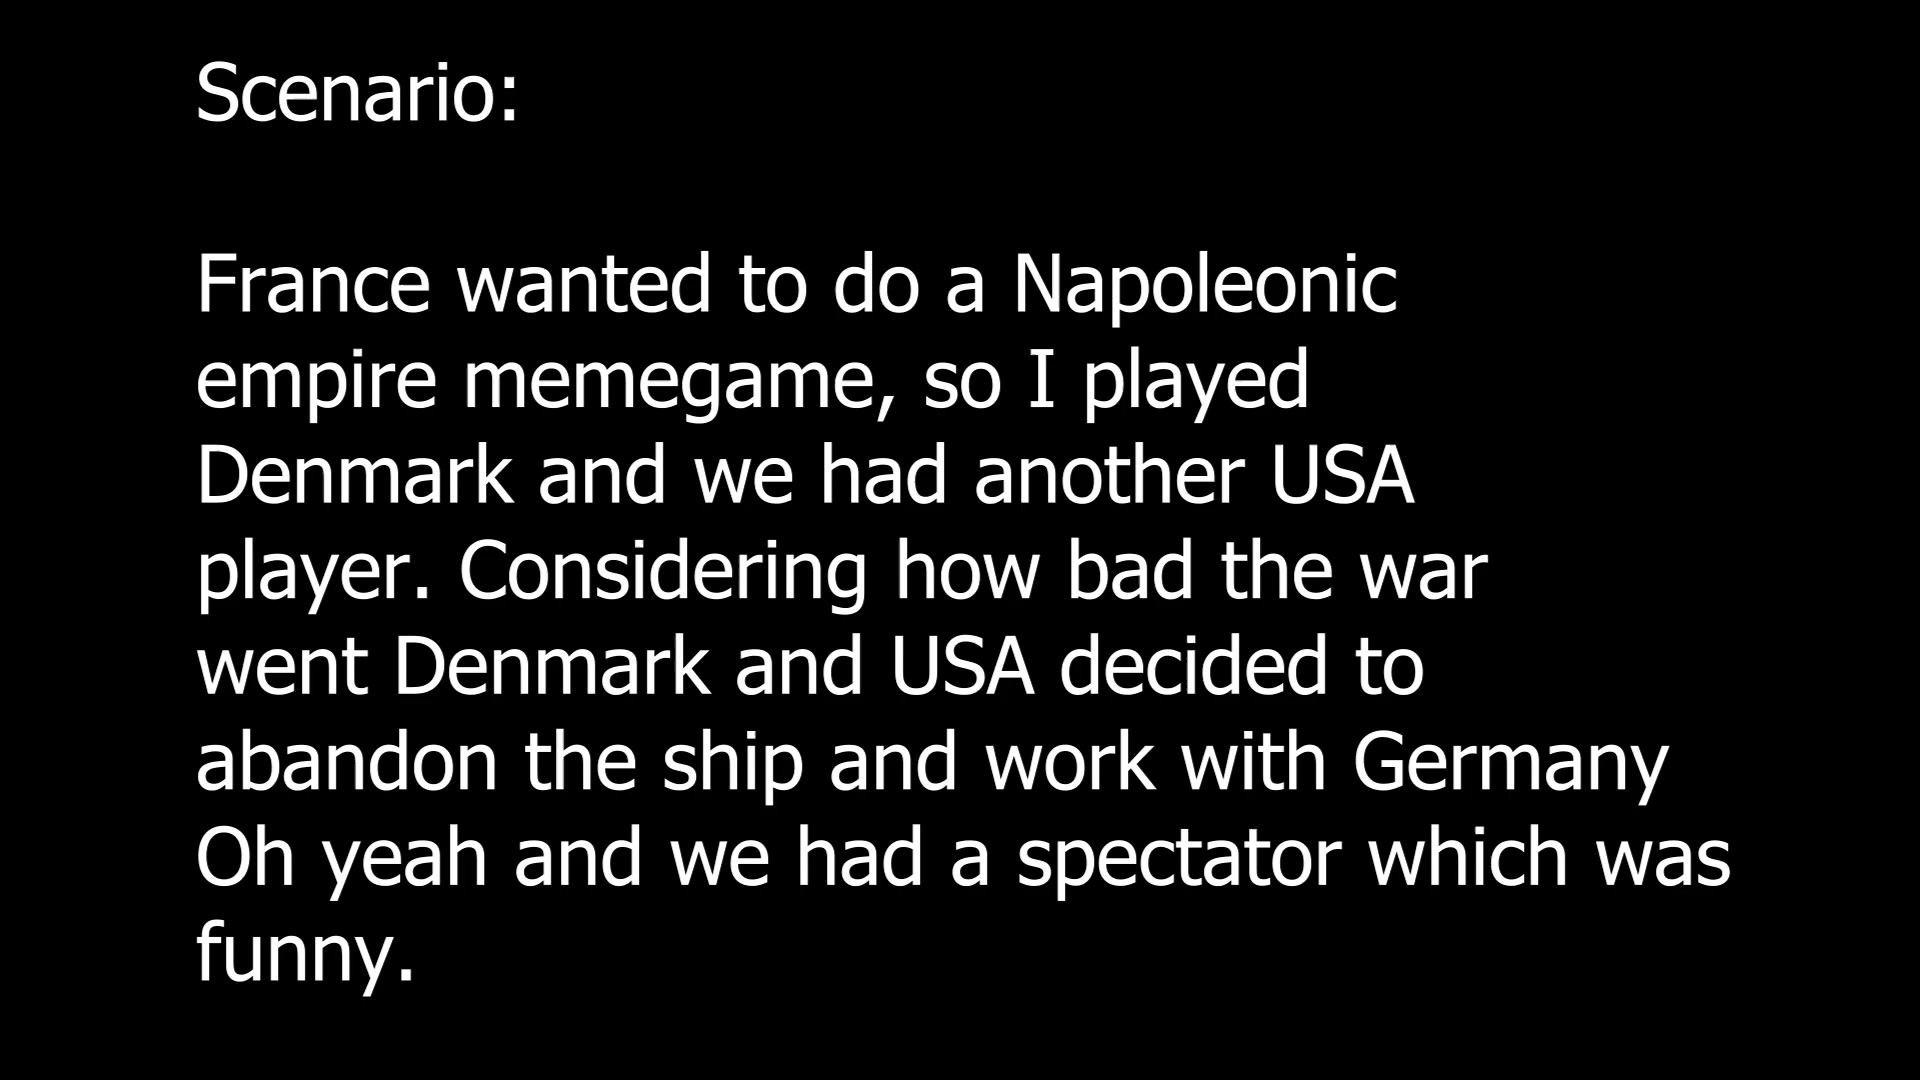 Scenario:
France wanted to do a Napoleonic
empire memegame, so I played
Denmark and we had another USA
player. Considering how bad the war
went Denmark and USA decided to
abandon the ship and work with Germany
Oh yeah and we had a spectator which was
funny.